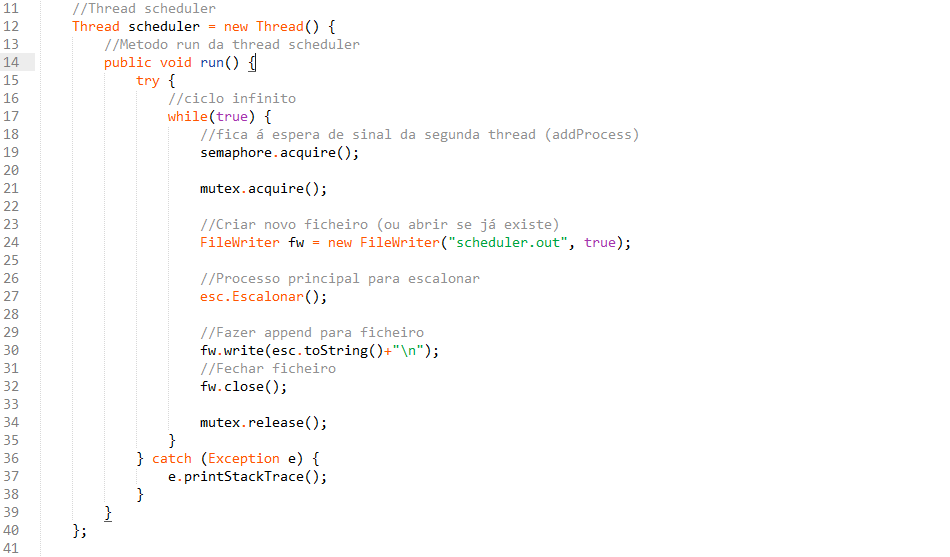 11 //Thread scheduler
12 Thread scheduler = new Thread() {
13 //Metodo run da thread scheduler
14 public void run() {
15 try {
16 //ciclo infinito
17 while(true) {
18 //fica á espera de sinal da segunda thread (addProcess)
19 semaphore.acquire();
20
21 mutex.acquire();
22
23 //Criar novo ficheiro (ou abrir se já existe)
24 FileWriter fw = new FileWriter("scheduler.out", true);
25
26 //Processo principal para escalonar
27 esc.Escalonar();
28
29 //Fazer append para ficheiro
30 fw.write(esc.toString()+"\n");
31 //Fechar ficheiro
32 fw.close();
33
34 mutex.release();
35 }
36 } catch (Exception e) {
37 e.printStackTrace();
38 }
39 }
40 };
41